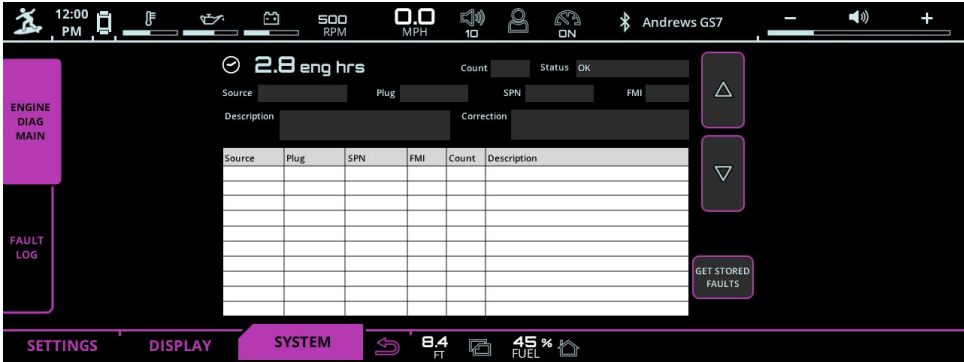 12:00
PM
500
RPM
0.0
MPH
10
ON
Andrews GS7
−
+
ENGINE
DIAG
MAIN
FAULT
LOG
2.8 eng hrs
Count
Status OK
Source
Plug
SPN
FMI
Description
Correction
Source Plug SPN FMI Count Description
GET STORED
FAULTS
SETTINGS
DISPLAY
SYSTEM
8.4
FT
45 %
FUEL